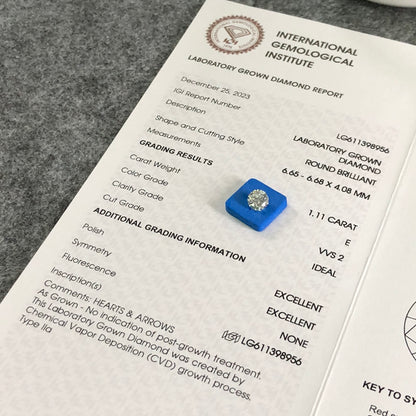 INTERNATIONAL
GEMOLOGICAL
INSTITUTE
LABORATORY GROWN DIAMOND REPORT
December 25, 2023
IGI Report Number LG611398956
Description LABORATORY GROWN
DIAMOND
Shape and Cutting Style ROUND BRILLIANT
Measurements 6.65 - 6.68 X 4.08 MM
GRADING RESULTS
Carat Weight 1.11 CARAT
Color Grade E
Clarity Grade VVS 2
Cut Grade IDEAL
ADDITIONAL GRADING INFORMATION
Polish EXCELLENT
Symmetry EXCELLENT
Fluorescence NONE
Inscription(s) IGI LG611398956
Comments: HEARTS & ARROWS
As Grown - No indication of post-growth treatment.
This Laboratory Grown Diamond was created by
Chemical Vapor Deposition (CVD) growth process.
Type IIa
KEY TO SY